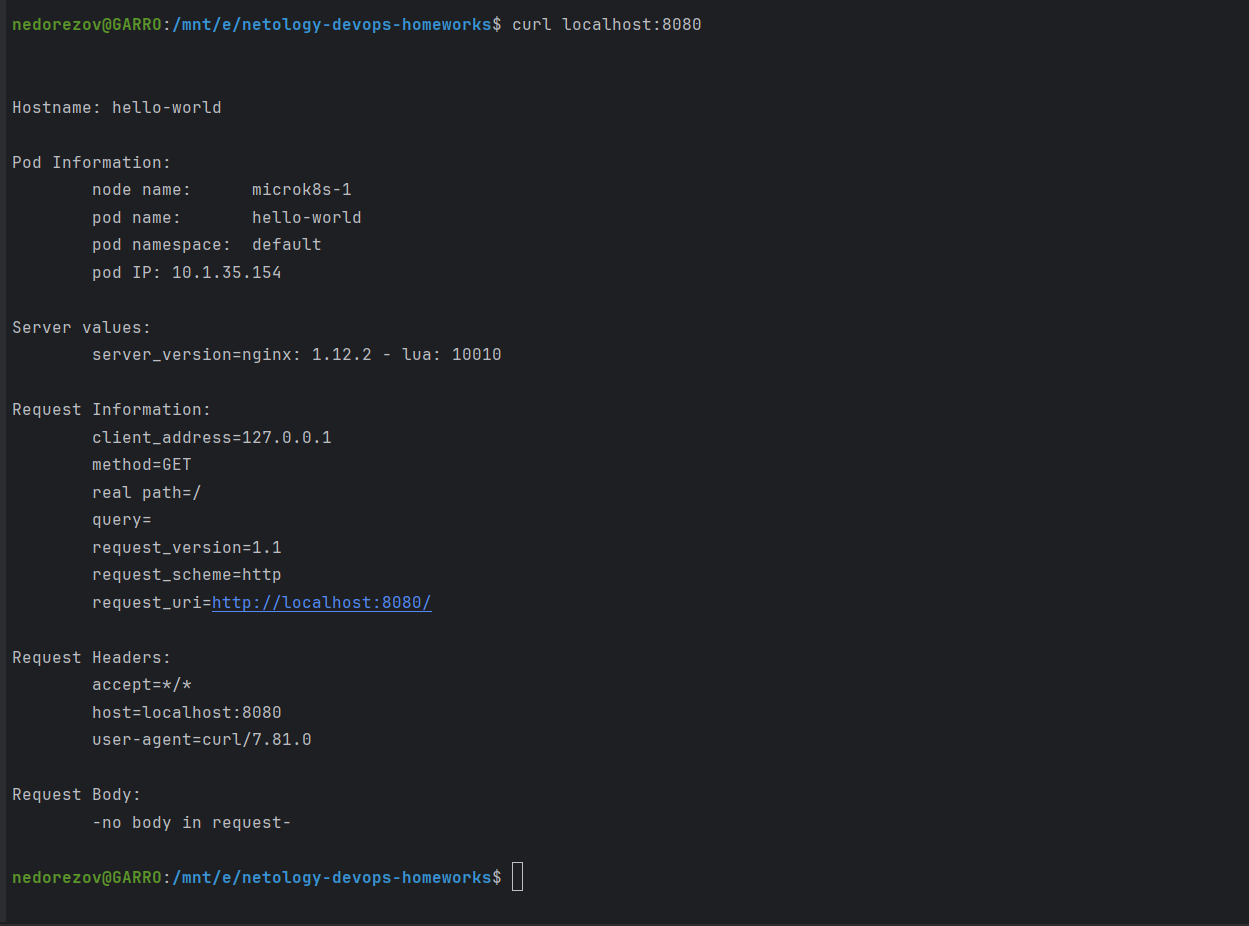 nedorezov@GARRO:/mnt/e/netology-devops-homeworks$ curl localhost:8080
Hostname: hello-world
Pod Information:
node name:      microk8s-1
pod name:       hello-world
pod namespace:  default
pod IP: 10.1.35.154
Server values:
server_version=nginx: 1.12.2 - lua: 10010
Request Information:
client_address=127.0.0.1
method=GET
real path=/
query=
request_version=1.1
request_scheme=http
request_uri=http://localhost:8080/
Request Headers:
accept=*/*
host=localhost:8080
user-agent=curl/7.81.0
Request Body:
-no body in request-
nedorezov@GARRO:/mnt/e/netology-devops-homeworks$